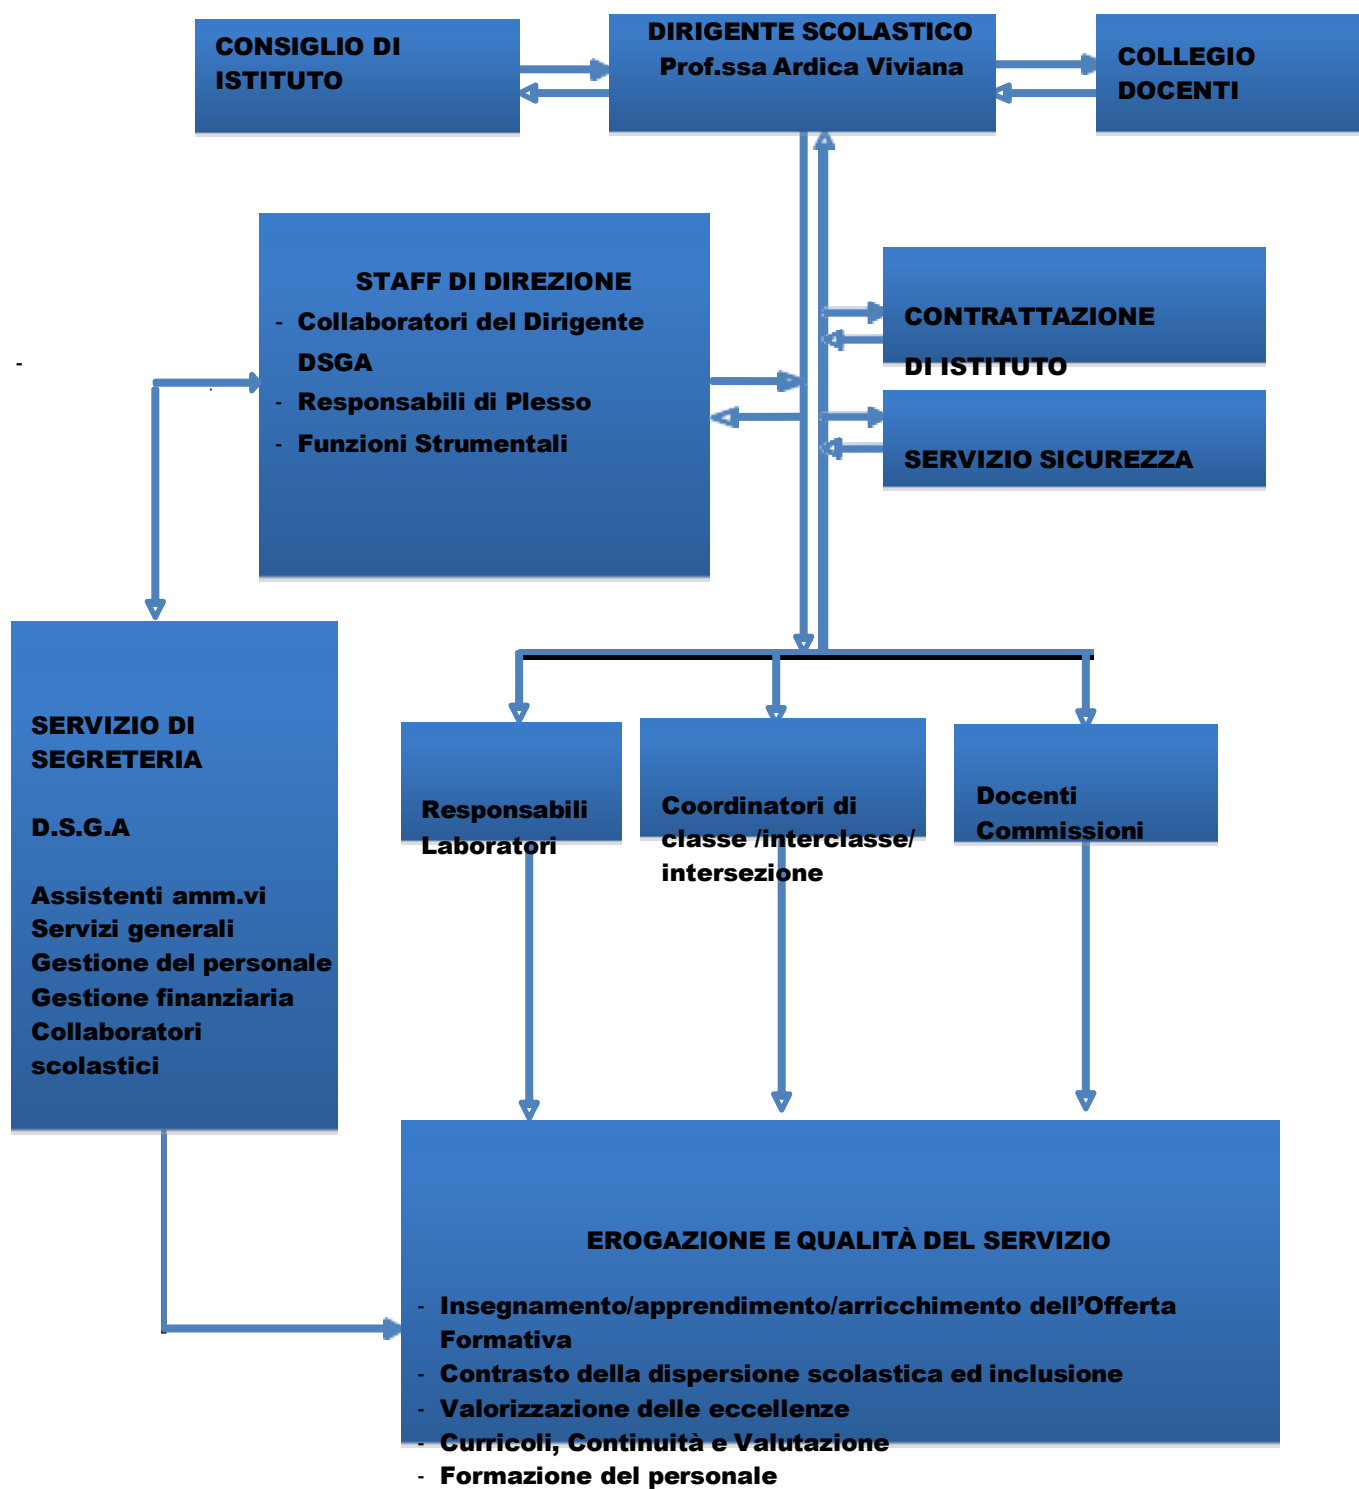 CONSIGLIO DI
ISTITUTO
DIRIGENTE SCOLASTICO
Prof.ssa Ardica Viviana
COLLEGIO
DOCENTI
STAFF DI DIREZIONE
- Collaboratori del Dirigente
DSGA
- Responsabili di Plesso
- Funzioni Strumentali
-
CONTRATTAZIONE
DI ISTITUTO
SERVIZIO SICUREZZA
SERVIZIO DI
SEGRETERIA
D.S.G.A
Assistenti amm.vi
Servizi generali
Gestione del personale
Gestione finanziaria
Collaboratori
scolastici
Responsabili
Laboratori
Coordinatori di
classe /interclasse/
intersezione
Docenti
Commissioni
EROGAZIONE E QUALITÀ DEL SERVIZIO
- Insegnamento/apprendimento/arricchimento dell’Offerta
Formativa
- Contrasto della dispersione scolastica ed inclusione
- Valorizzazione delle eccellenze
- Curricoli, Continuità e Valutazione
- Formazione del personale